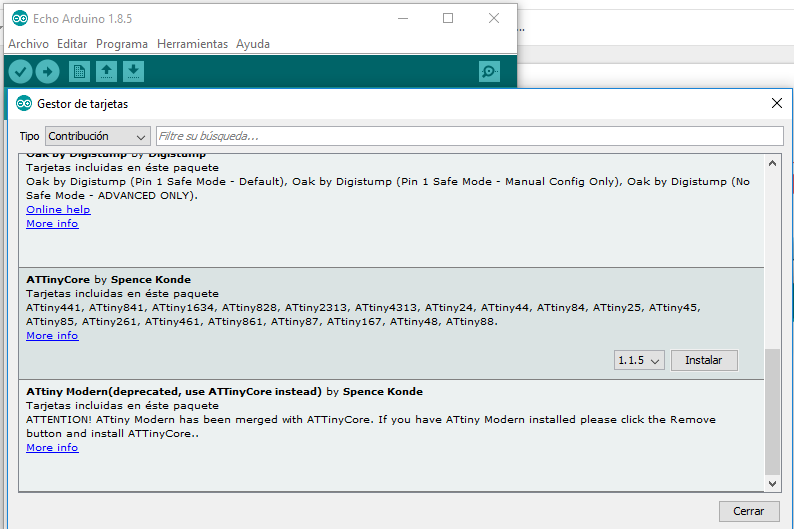 Echo Arduino 1.8.5
Archivo Editar Programa Herramientas Ayuda
...
Gestor de tarjetas
Tipo Contribución Filtre su búsqueda...
Oak by Digistump by Digistump
Tarjetas incluidas en éste paquete
Oak by Digistump (Pin 1 Safe Mode - Default), Oak by Digistump (Pin 1 Safe Mode - Manual Config Only), Oak by Digistump (No
Safe Mode - ADVANCED ONLY).
Online help
More info
ATTinyCore by Spence Konde
Tarjetas incluidas en éste paquete
ATtiny441, ATtiny841, ATtiny1634, ATtiny828, ATtiny2313, ATtiny4313, ATtiny24, ATtiny44, ATtiny84, ATtiny25, ATtiny45,
ATtiny85, ATtiny261, ATtiny461, ATtiny861, ATtiny87, ATtiny167, ATtiny48, ATtiny88.
More info
1.1.5 Instalar
ATtiny Modern(deprecated, use ATTinyCore instead) by Spence Konde
Tarjetas incluidas en éste paquete
ATTENTION! ATtiny Modern has been merged with ATTinyCore. If you have ATtiny Modern installed please click the Remove
button and install ATTinyCore..
More info
Cerrar